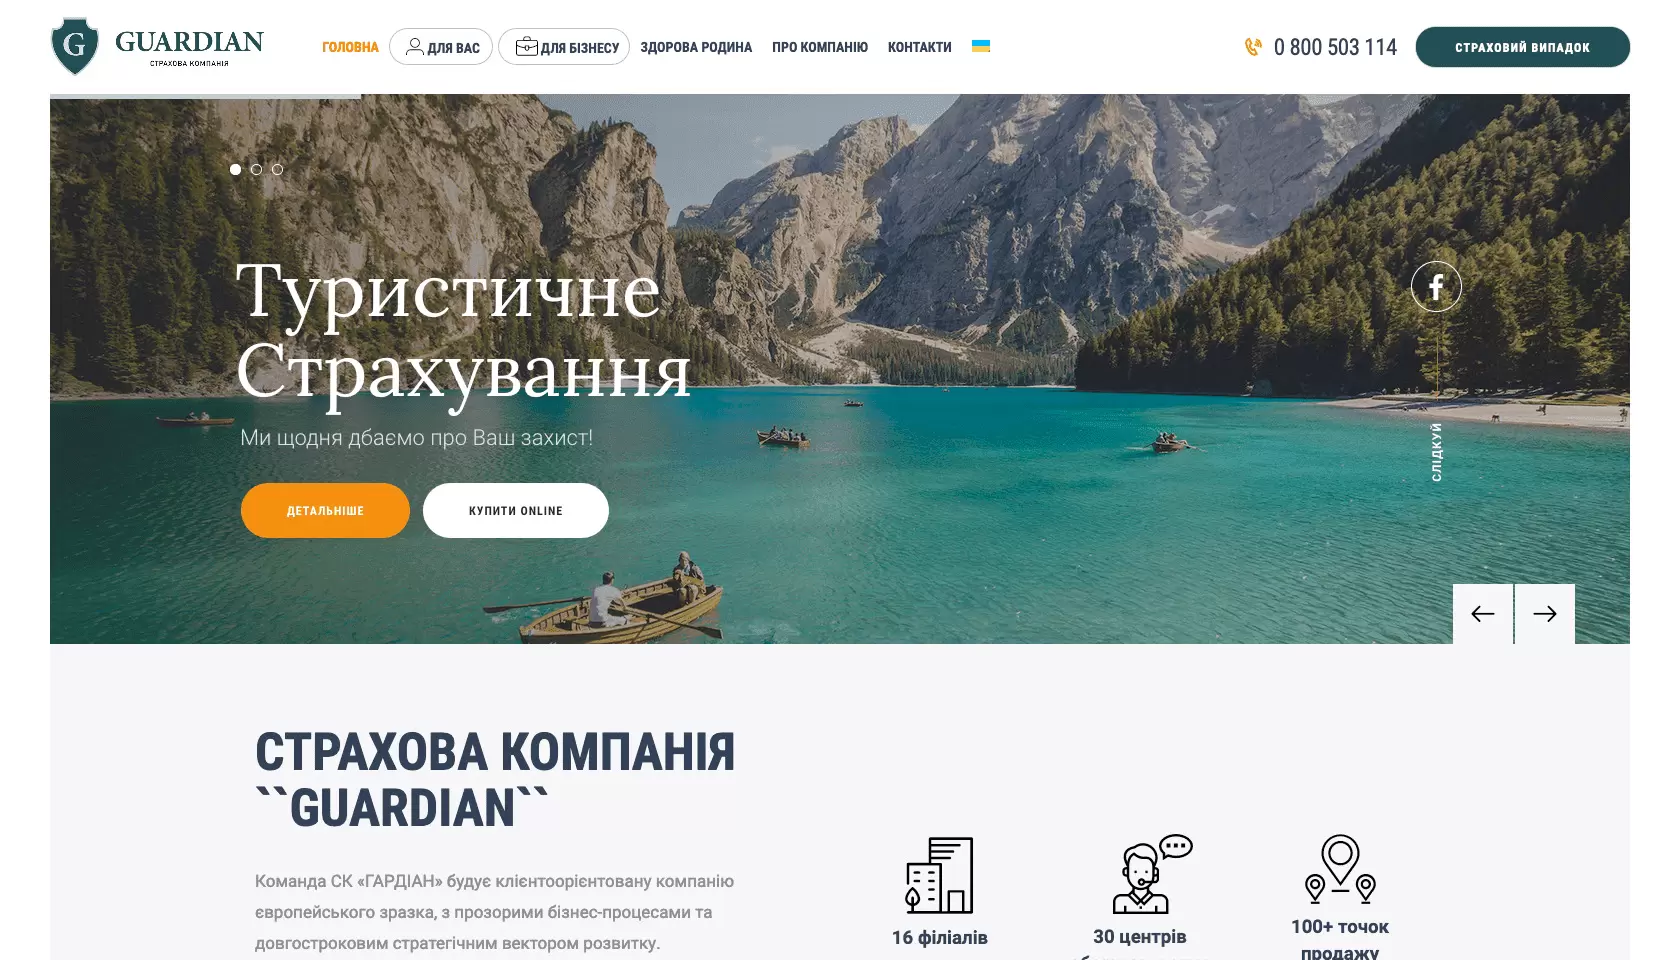 G GUARDIAN
СТРАХОВА КОМПАНІЯ
ГОЛОВНА
ДЛЯ ВАС
ДЛЯ БІЗНЕСУ
ЗДОРОВА РОДИНА
ПРО КОМПАНІЮ
КОНТАКТИ
0 800 503 114
СТРАХОВИЙ ВИПАДОК
Туристичне
Страхування
Ми щодня дбаємо про Ваш захист!
ДЕТАЛЬНІШЕ
КУПИТИ ONLINE
СЛІДКУЙ
СТРАХОВА КОМПАНІЯ
``GUARDIAN``
Команда СК «ГАРДІАН» будує клієнтоорієнтовану компанію
європейського зразка, з прозорими бізнес-процесами та
довгостроковим стратегічним вектором розвитку.
16 філіалів
30 центрів
100+ точок
продажу